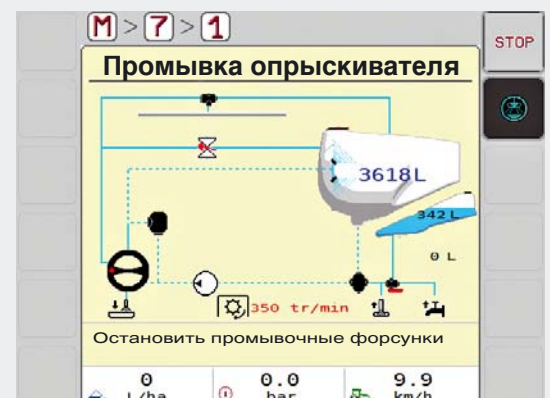 M > 7 > 1
STOP
Промывка опрыскивателя
3618L
342 L
0 L
350 tr/min
Остановить промывочные форсунки
0 0.0 9.9
L/ha bar km/h